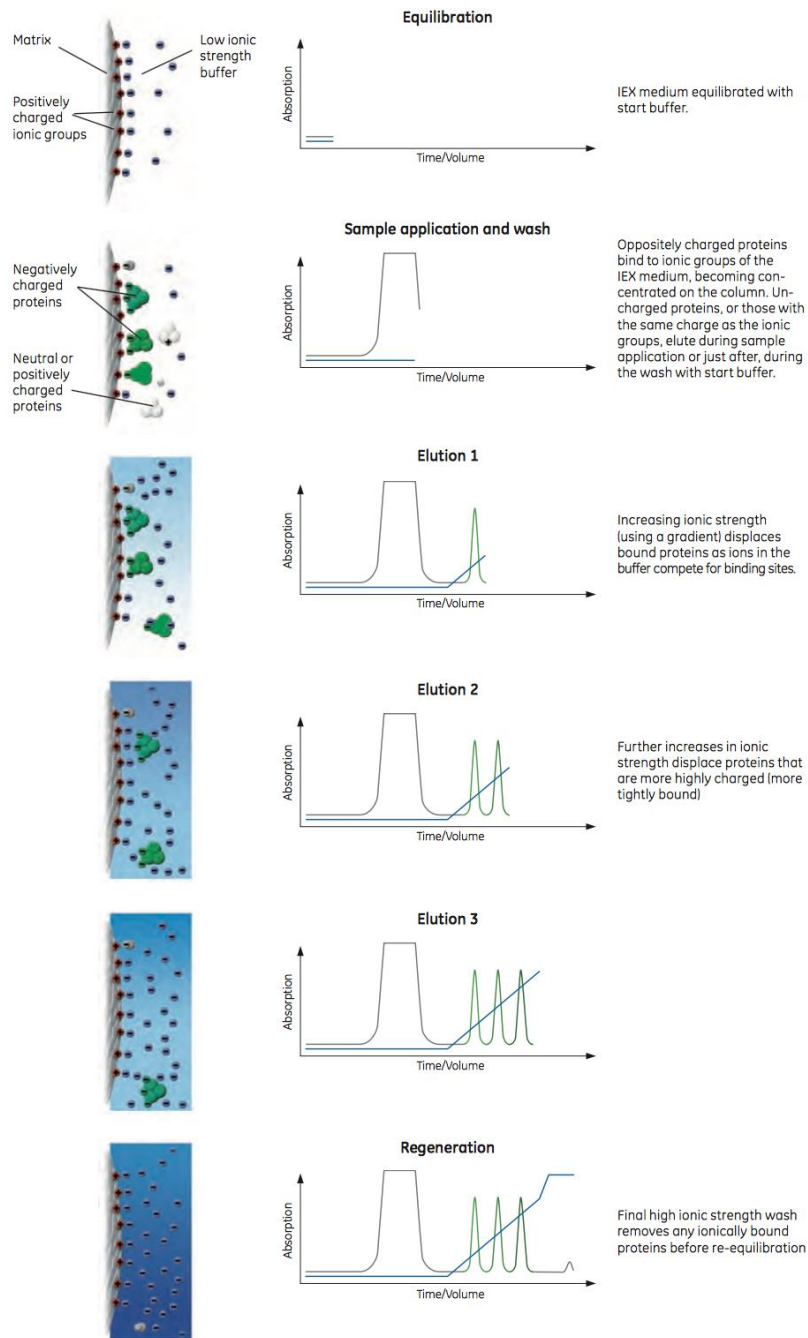 Equilibration
Matrix
Low ionic
strength
buffer
Positively
charged
ionic groups
Absorption
Time/Volume
IEX medium equilibrated with
start buffer.
Sample application and wash
Negatively
charged
proteins
Neutral or
positively
charged
proteins
Absorption
Time/Volume
Oppositely charged proteins
bind to ionic groups of the
IEX medium, becoming con-
centrated on the column. Un-
charged proteins, or those with
the same charge as the ionic
groups, elute during sample
application or just after, during
the wash with start buffer.
Elution 1
Absorption
Time/Volume
Increasing ionic strength
(using a gradient) displaces
bound proteins as ions in the
buffer compete for binding sites.
Elution 2
Absorption
Time/Volume
Further increases in ionic
strength displace proteins that
are more highly charged (more
tightly bound)
Elution 3
Absorption
Time/Volume
Regeneration
Absorption
Time/Volume
Final high ionic strength wash
removes any ionically bound
proteins before re-equilibration